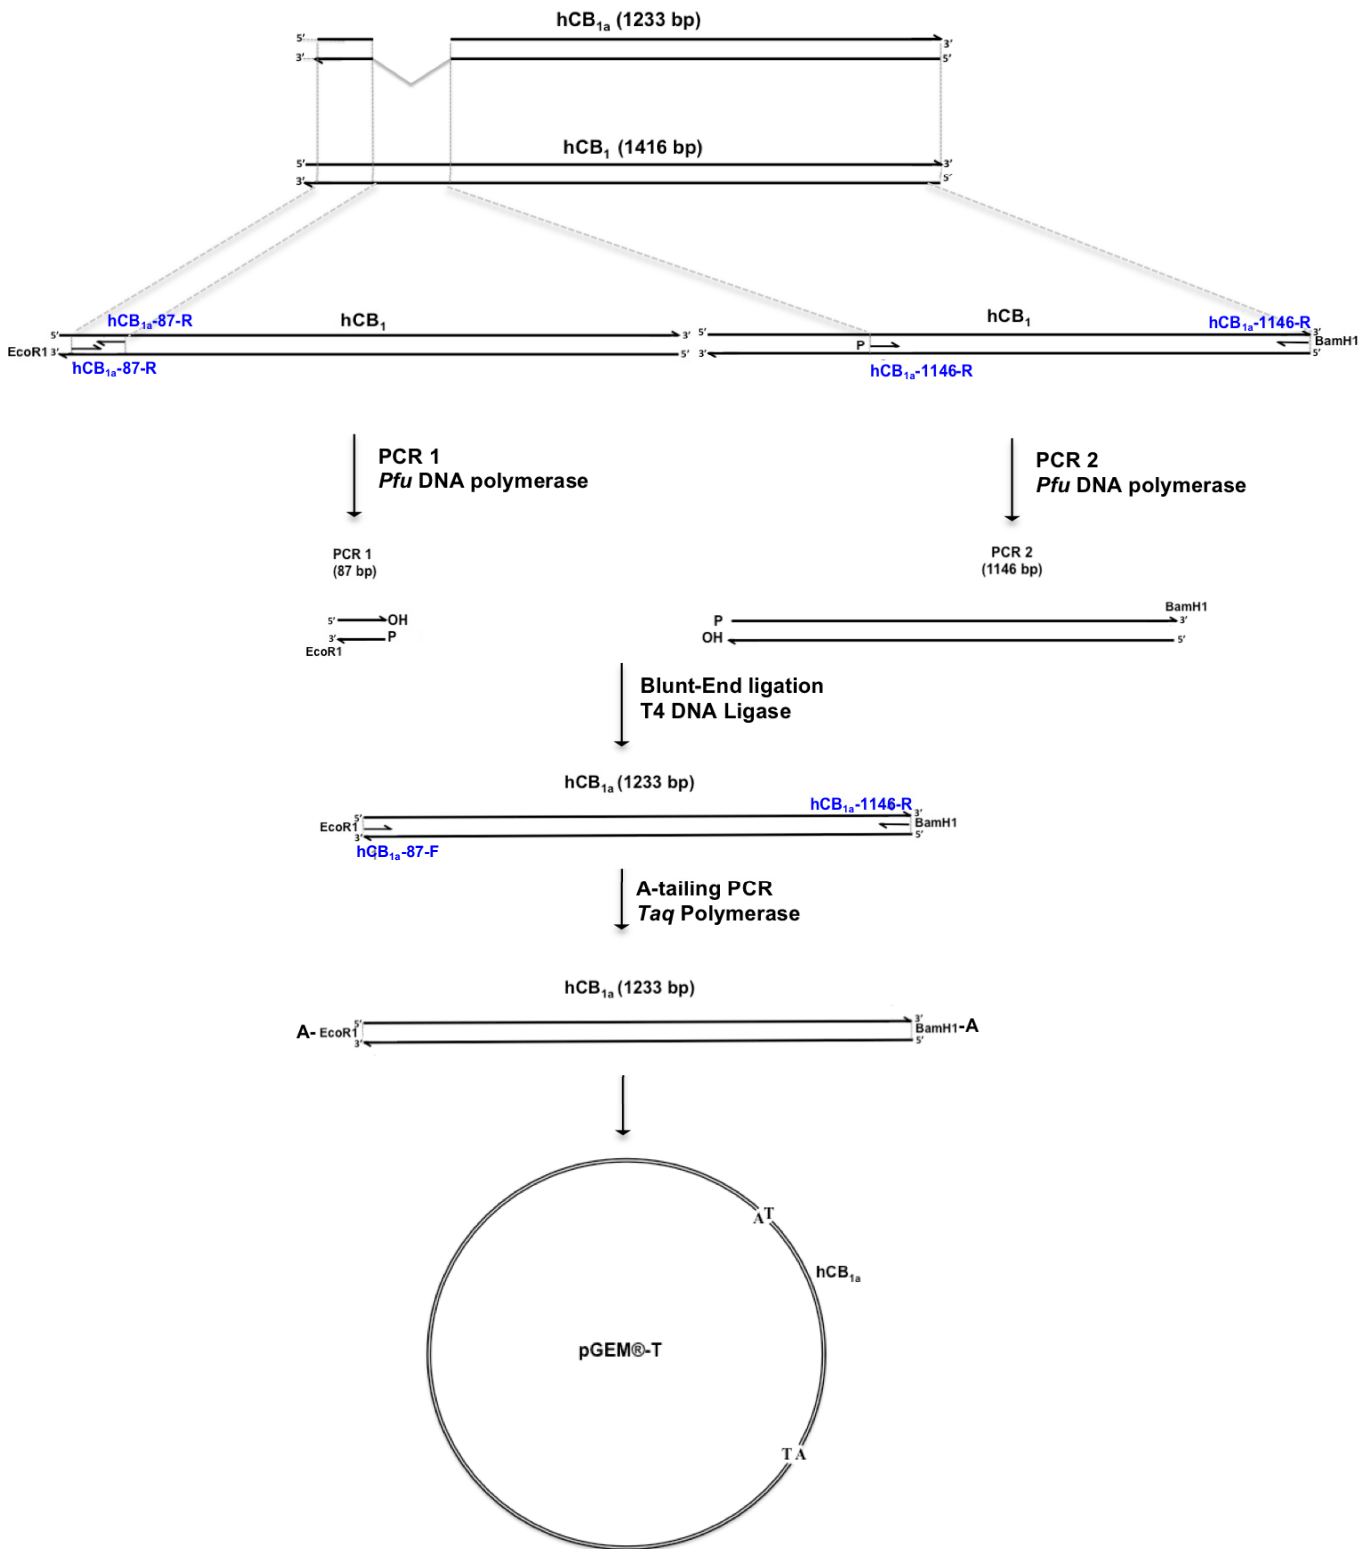 hCB1a (1233 bp)
5' 3'
3' 5'
hCB1 (1416 bp)
5' 3'
3' 5'
hCB1a-87-R hCB1 hCB1 hCB1a-1146-R
5' 3' 5' 3'
EcoR1 P BamH1
3' 5' 3' 5'
hCB1a-87-R hCB1a-1146-R
PCR 1 PCR 2
Pfu DNA polymerase Pfu DNA polymerase
PCR 1 PCR 2
(87 bp) (1146 bp)
BamH1
5' OH P 3'
3' P OH 5'
EcoR1
Blunt-End ligation
T4 DNA Ligase
hCB1a (1233 bp)
hCB1a-1146-R
5' 3'
EcoR1 BamH1
3' 5'
hCB1a-87-F
A-tailing PCR
Taq Polymerase
hCB1a (1233 bp)
5' 3'
A- EcoR1 BamH1-A
3' 5'
AT
hCB1a
pGEM®-T
TA